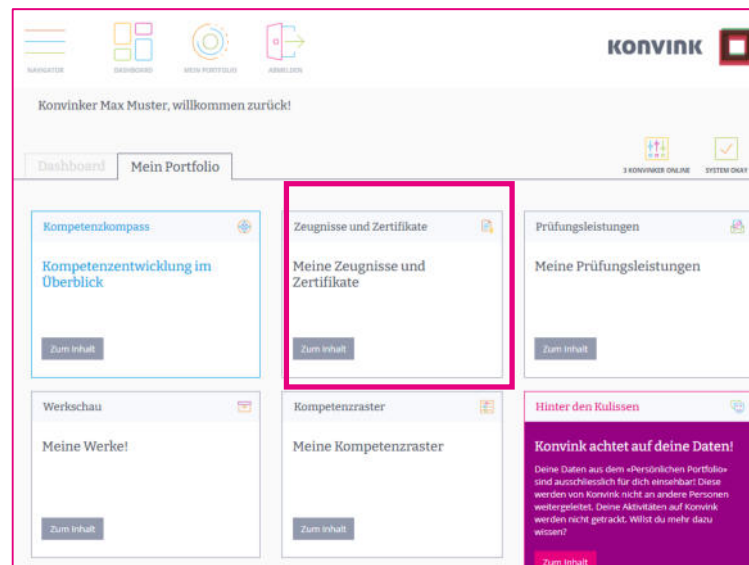 KONVINK
NAVIGATOR
DASHBOARD
MEIN PORTFOLIO
ABMELDEN
Konvinker Max Muster, willkommen zurück!
Dashboard
Mein Portfolio
3 KONVINKER ONLINE
SYSTEM OKAY
Kompetenzkompass
Kompetenzentwicklung im
Überblick
Zum Inhalt
Zeugnisse und Zertifikate
Meine Zeugnisse und
Zertifikate
Zum Inhalt
Prüfungsleistungen
Meine Prüfungsleistungen
Zum Inhalt
Werkschau
Meine Werke!
Zum Inhalt
Kompetenzraster
Meine Kompetenzraster
Zum Inhalt
Hinter den Kulissen
Konvink achtet auf deine Daten!
Deine Daten aus dem «Persönlichen Portfolio»
sind ausschliesslich für dich einsehbar! Diese
werden von Konvink nicht an andere Personen
weitergeleitet. Deine Aktivitäten auf Konvink
werden nicht getrackt. Willst du mehr dazu
wissen?
Zum Inhalt